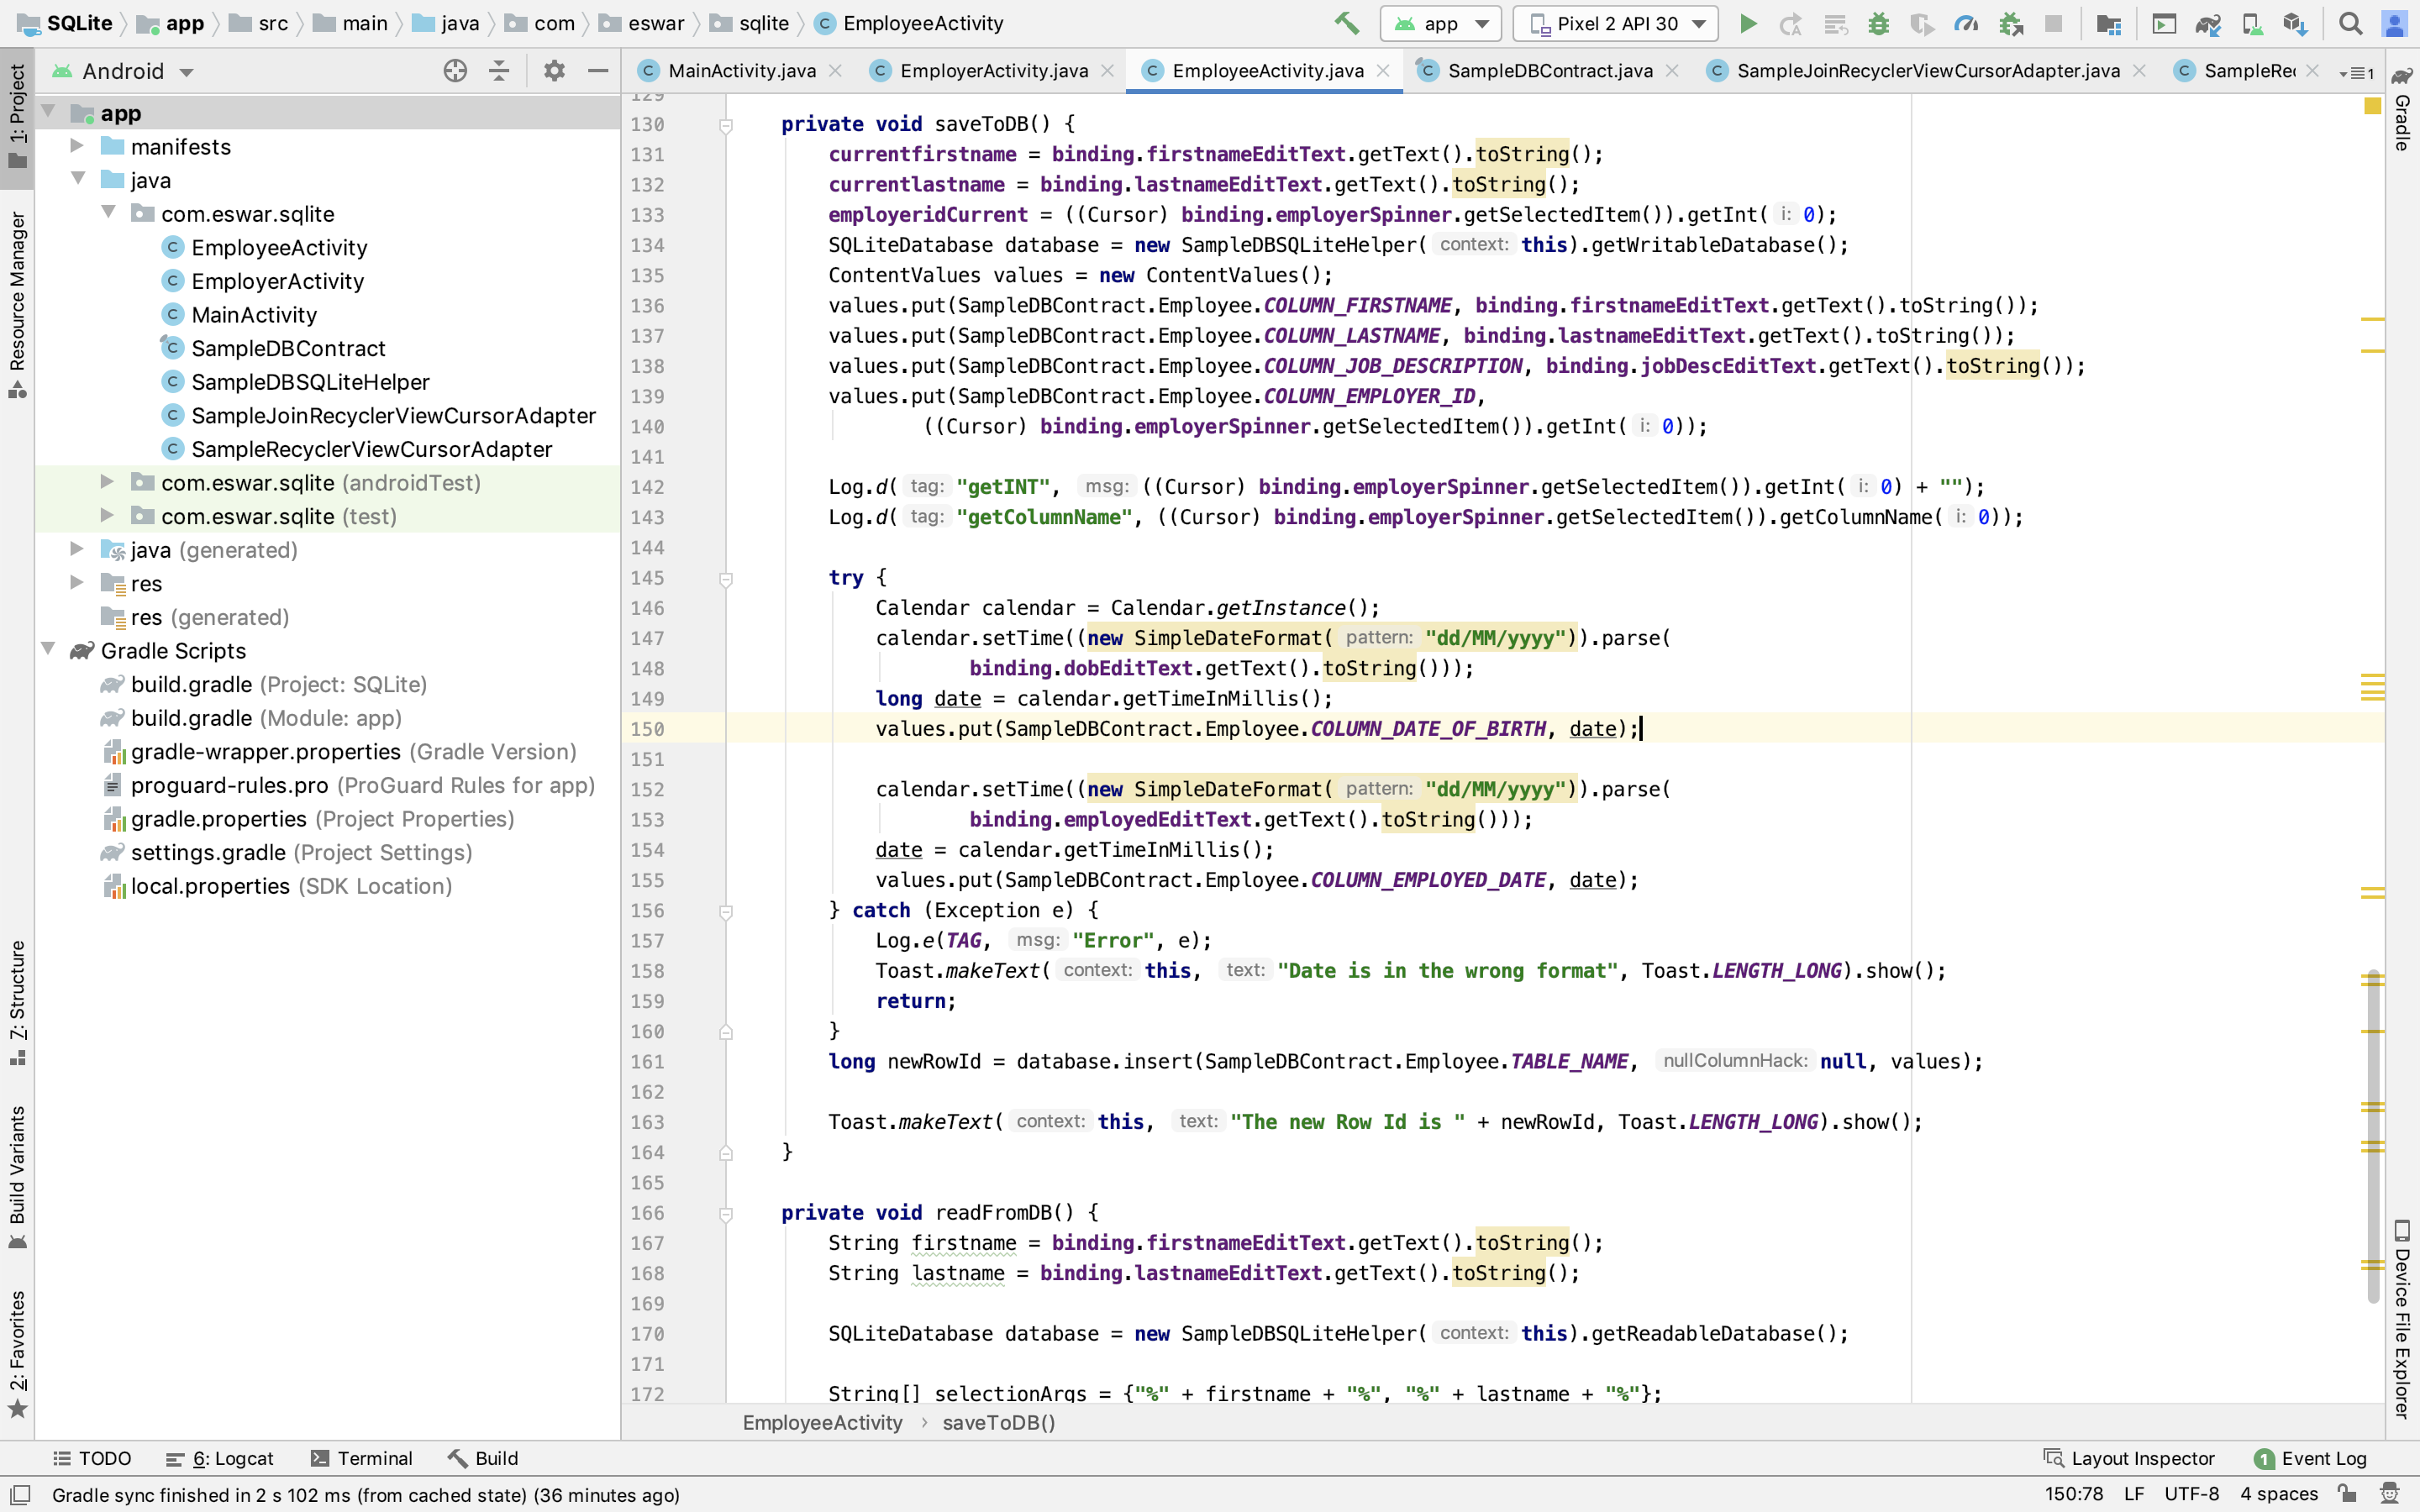 SQLite app src main java com eswar sqlite EmployeeActivity app Pixel 2 API 30
Android
MainActivity.java EmployerActivity.java EmployeeActivity.java SampleDBContract.java SampleJoinRecyclerViewCursorAdapter.java SampleRec 1
1: Project
Resource Manager
Z: Structure
Build Variants
2: Favorites
app
manifests
java
com.eswar.sqlite
EmployeeActivity
EmployerActivity
MainActivity
SampleDBContract
SampleDBSQLiteHelper
SampleJoinRecyclerViewCursorAdapter
SampleRecyclerViewCursorAdapter
com.eswar.sqlite (androidTest)
com.eswar.sqlite (test)
java (generated)
res
res (generated)
Gradle Scripts
build.gradle (Project: SQLite)
build.gradle (Module: app)
gradle-wrapper.properties (Gradle Version)
proguard-rules.pro (ProGuard Rules for app)
gradle.properties (Project Properties)
settings.gradle (Project Settings)
local.properties (SDK Location)
129
130 private void saveToDB() {
131 currentfirstname = binding.firstnameEditText.getText().toString();
132 currentlastname = binding.lastnameEditText.getText().toString();
133 employeridCurrent = ((Cursor) binding.employerSpinner.getSelectedItem()).getInt( i: 0);
134 SQLiteDatabase database = new SampleDBSQLiteHelper( context: this).getWritableDatabase();
135 ContentValues values = new ContentValues();
136 values.put(SampleDBContract.Employee.COLUMN_FIRSTNAME, binding.firstnameEditText.getText().toString());
137 values.put(SampleDBContract.Employee.COLUMN_LASTNAME, binding.lastnameEditText.getText().toString());
138 values.put(SampleDBContract.Employee.COLUMN_JOB_DESCRIPTION, binding.jobDescEditText.getText().toString());
139 values.put(SampleDBContract.Employee.COLUMN_EMPLOYER_ID,
140 ((Cursor) binding.employerSpinner.getSelectedItem()).getInt( i: 0));
141
142 Log.d( tag: "getINT", msg: ((Cursor) binding.employerSpinner.getSelectedItem()).getInt( i: 0) + "");
143 Log.d( tag: "getColumnName", ((Cursor) binding.employerSpinner.getSelectedItem()).getColumnName( i: 0));
144
145 try {
146 Calendar calendar = Calendar.getInstance();
147 calendar.setTime((new SimpleDateFormat( pattern: "dd/MM/yyyy")).parse(
148 binding.dobEditText.getText().toString()));
149 long date = calendar.getTimeInMillis();
150 values.put(SampleDBContract.Employee.COLUMN_DATE_OF_BIRTH, date);
151
152 calendar.setTime((new SimpleDateFormat( pattern: "dd/MM/yyyy")).parse(
153 binding.employedEditText.getText().toString()));
154 date = calendar.getTimeInMillis();
155 values.put(SampleDBContract.Employee.COLUMN_EMPLOYED_DATE, date);
156 } catch (Exception e) {
157 Log.e(TAG, msg: "Error", e);
158 Toast.makeText( context: this, text: "Date is in the wrong format", Toast.LENGTH_LONG).show();
159 return;
160 }
161 long newRowId = database.insert(SampleDBContract.Employee.TABLE_NAME, nullColumnHack: null, values);
162
163 Toast.makeText( context: this, text: "The new Row Id is " + newRowId, Toast.LENGTH_LONG).show();
164 }
165
166 private void readFromDB() {
167 String firstname = binding.firstnameEditText.getText().toString();
168 String lastname = binding.lastnameEditText.getText().toString();
169
170 SQLiteDatabase database = new SampleDBSQLiteHelper( context: this).getReadableDatabase();
171
172 String[] selectionArgs = {"%" + firstname + "%", "%" + lastname + "%"};
EmployeeActivity saveToDB()
Gradle
Device File Explorer
TODO 6: Logcat Terminal Build Layout Inspector 1 Event Log
Gradle sync finished in 2 s 102 ms (from cached state) (36 minutes ago) 150:78 LF UTF-8 4 spaces